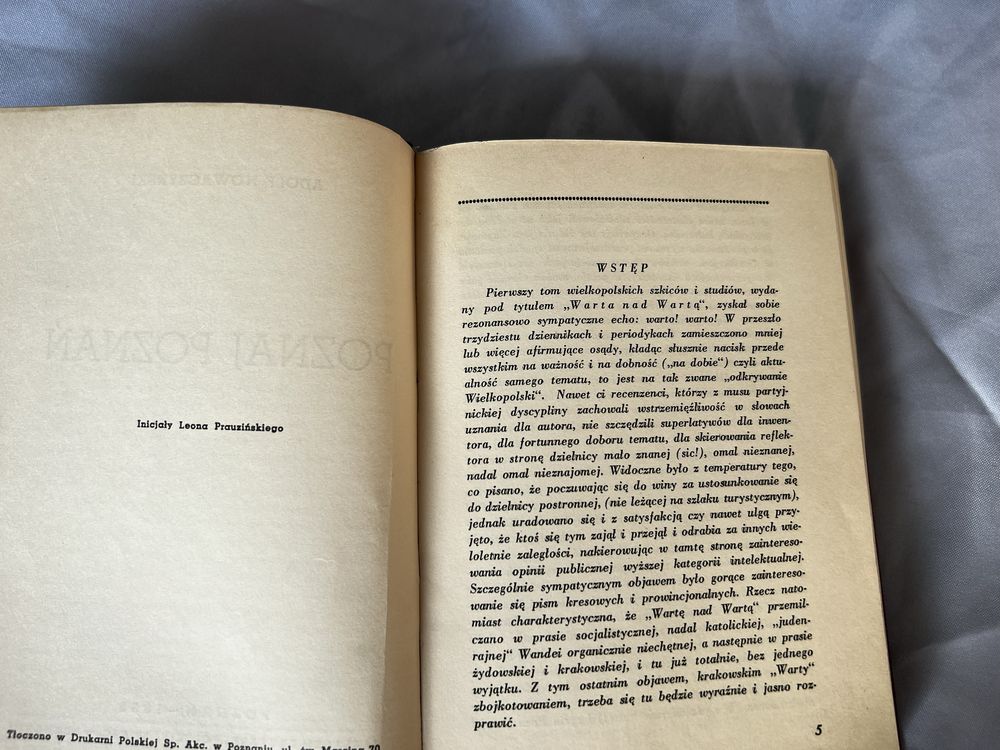 Inicjały Leona Prauzińskiego
Tłoczono w Drukarni Polskiej Sp. Akc. w Poznaniu, ul. św. Marcina 70
WSTĘP
Pierwszy tom wielkopolskich szkiców i studiów, wyda-
ny pod tytułem „Warta nad Wartą“, zyskał sobie
rezonansowo sympatyczne echo: warto! warto! W przeszło
trzydziestu dziennikach i periodykach zamieszczono mniej
lub więcej afirmujące osądy, kładąc słusznie nacisk przede
wszystkim na ważność i na dobność („na dobie“) czyli aktu-
alność samego tematu, to jest na tak zwane „odkrywanie
Wielkopolski“. Nawet ci recenzenci, którzy z musu partyj-
nickiej dyscypliny zachowali wstrzemięźliwość w słowach
uznania dla autora, nie szczędzili superlatywów dla inwen-
tora, dla fortunnego doboru tematu, dla skierowania reflek-
tora w stronę dzielnicy mało znanej (sic!), omal nieznanej,
nadal omal nieznajomej. Widoczne było z temperatury tego,
co pisano, że poczuwając się do winy za ustosunkowanie się
do dzielnicy postronnej, (nie leżącej na szlaku turystycznym),
jednak uradowano się i z satysfakcją czy nawet ulgą przy-
jęto, że ktoś się tym zajął i przejął i odrabia za innych wie-
loletnie zaległości, nakierowując w tamtę stronę zaintereso-
wania opinii publicznej wyższej kategorii intelektualnej.
Szczególnie sympatycznym objawem było gorące zaintereso-
wanie się pism kresowych i prowincjonalnych. Rzecz nato-
miast charakterystyczna, że „Wartę nad Wartą“ przemil-
czano w prasie socjalistycznej, nadal katolickiej, „juden-
rajnej“ Wandei organicznie niechętnej, a następnie w prasie
żydowskiej i krakowskiej, i tu już totalnie, bez jednego
wyjątku. Z tym ostatnim objawem, krakowskim „Warty“
zbojkotowaniem, trzeba się tu będzie wyraźnie i jasno roz-
prawić.
5